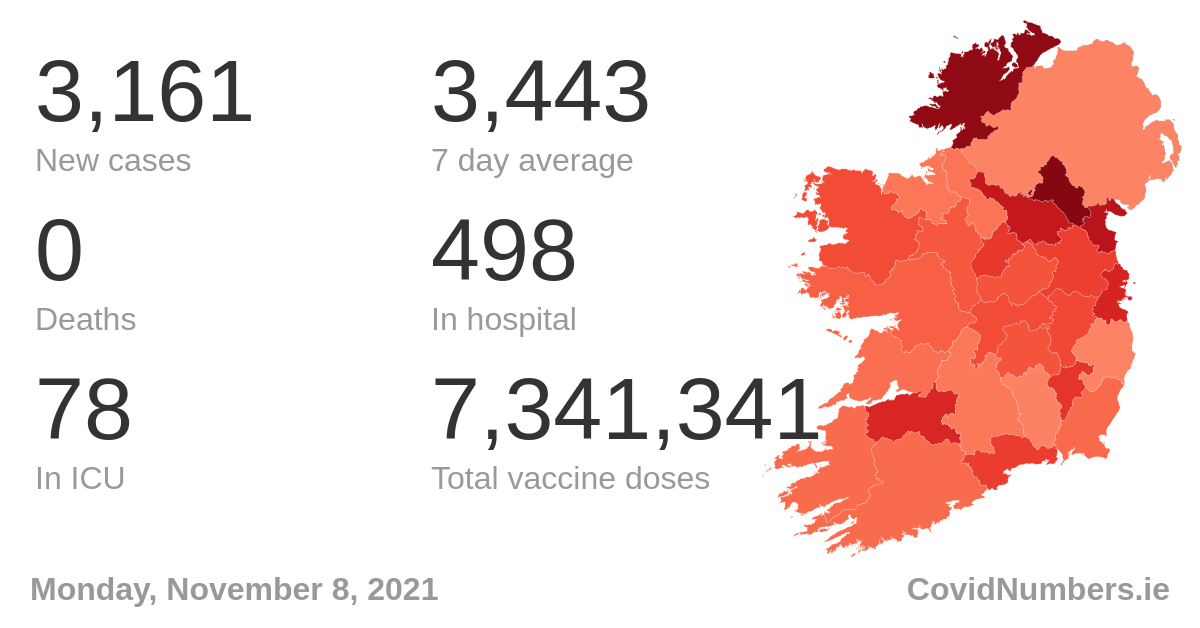 3,161
New cases
3,443
7 day average
0
Deaths
498
In hospital
78
In ICU
7,341,341
Total vaccine doses
Monday, November 8, 2021
CovidNumbers.ie